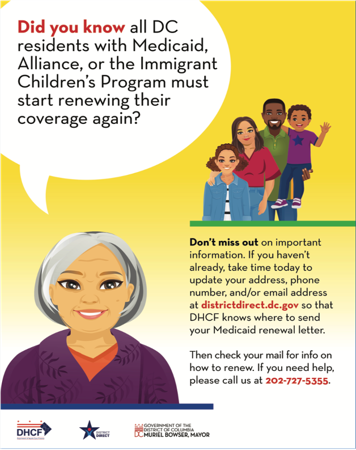 Did you know all DC
residents with Medicaid,
Alliance, or the Immigrant
Children's Program must
start renewing their
coverage again?
Don't miss out on important
information. If you haven't
already, take time today to
update your address, phone
number, and/or email address
at districtdirect.dc.gov so that
DHCF knows where to send
your Medicaid renewal letter.
Then check your mail for info on
how to renew. If you need help,
please call us at 202-727-5355.
DHCF
DISTRICT
DIRECT
GOVERNMENT OF THE
DISTRICT OF COLUMBIA
MURIEL BOWSER, MAYOR